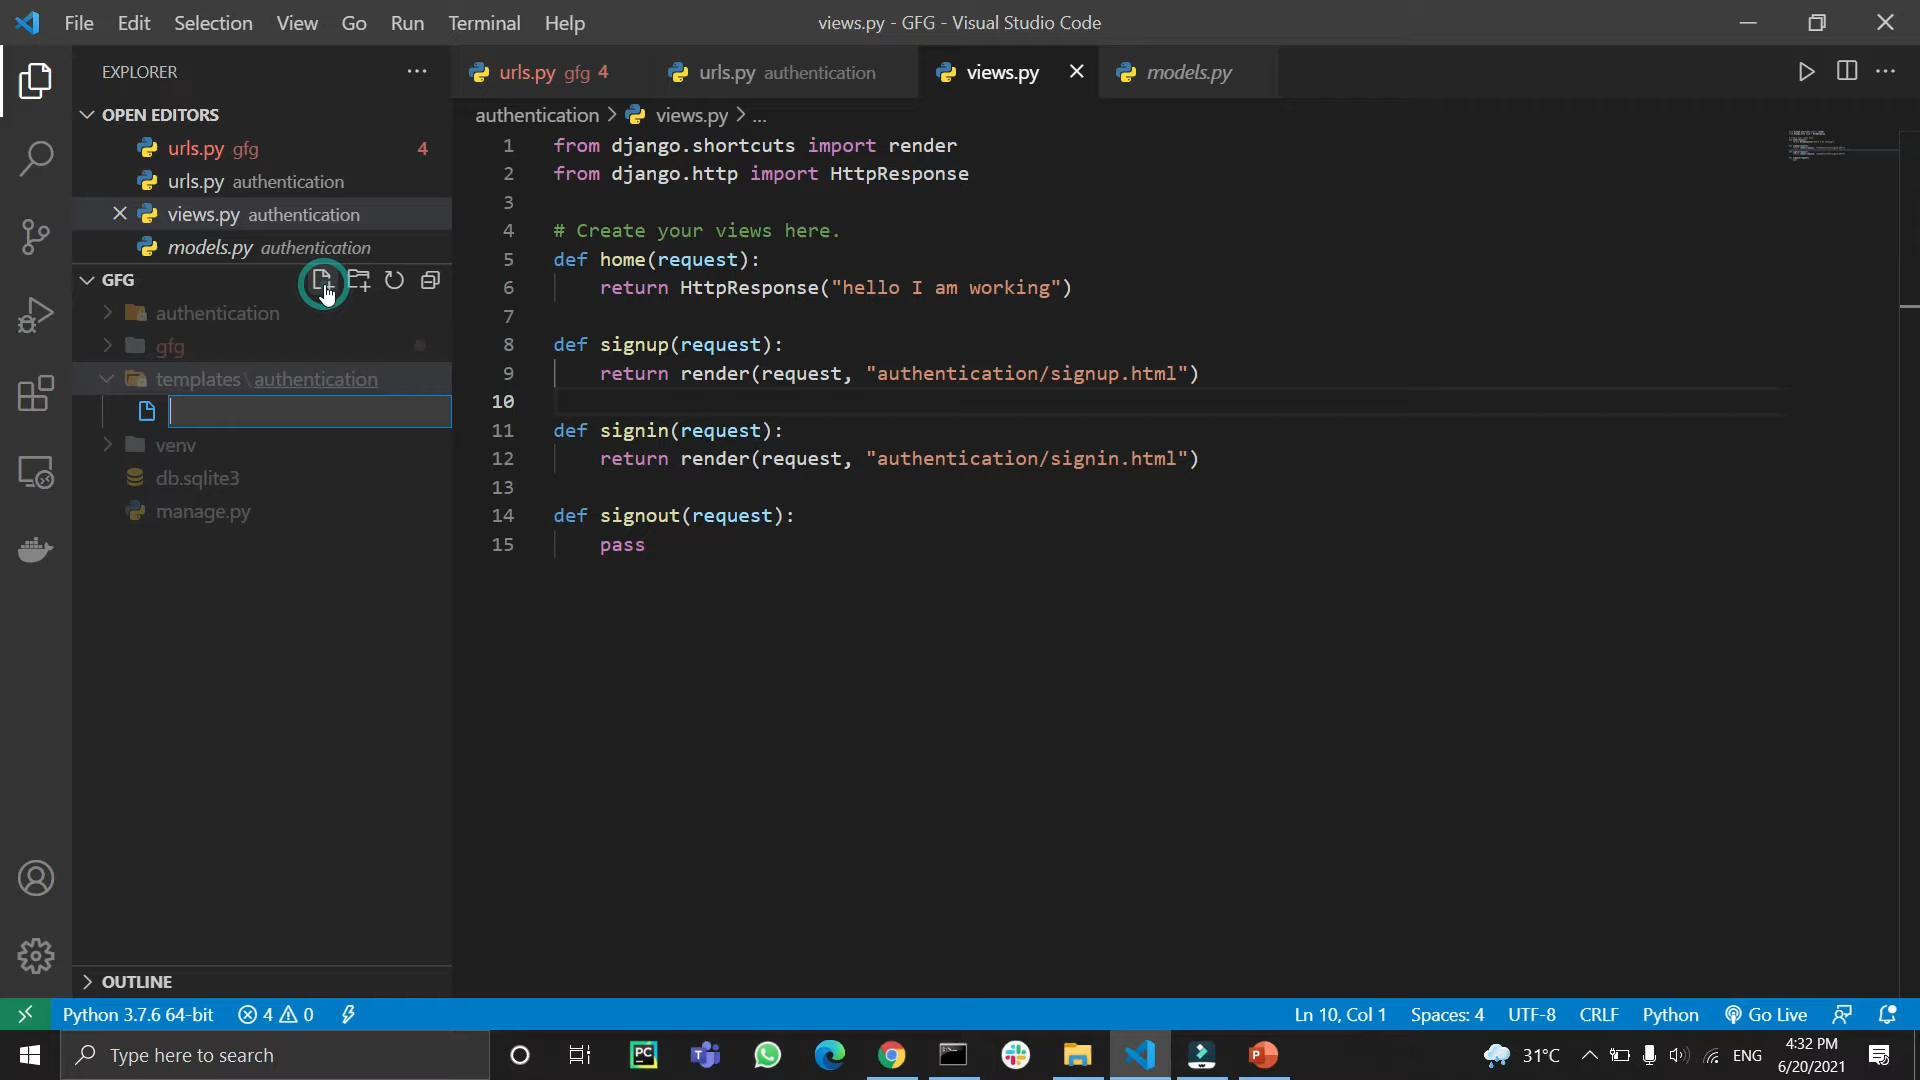 File Edit Selection View Go Run Terminal Help
views.py - GFG - Visual Studio Code
EXPLORER
OPEN EDITORS
urls.py gfg 4
urls.py authentication
views.py authentication
models.py authentication
GFG
authentication
gfg
templates\authentication
venv
db.sqlite3
manage.py
OUTLINE
urls.py gfg 4 urls.py authentication views.py models.py
authentication > views.py > ...
1 from django.shortcuts import render
2 from django.http import HttpResponse
3
4 # Create your views here.
5 def home(request):
6 return HttpResponse("hello I am working")
7
8 def signup(request):
9 return render(request, "authentication/signup.html")
10
11 def signin(request):
12 return render(request, "authentication/signin.html")
13
14 def signout(request):
15 pass
Python 3.7.6 64-bit 4 0 Ln 10, Col 1 Spaces: 4 UTF-8 CRLF Python Go Live
Type here to search
PC
T
W
P
31°C ENG
4:32 PM
6/20/2021